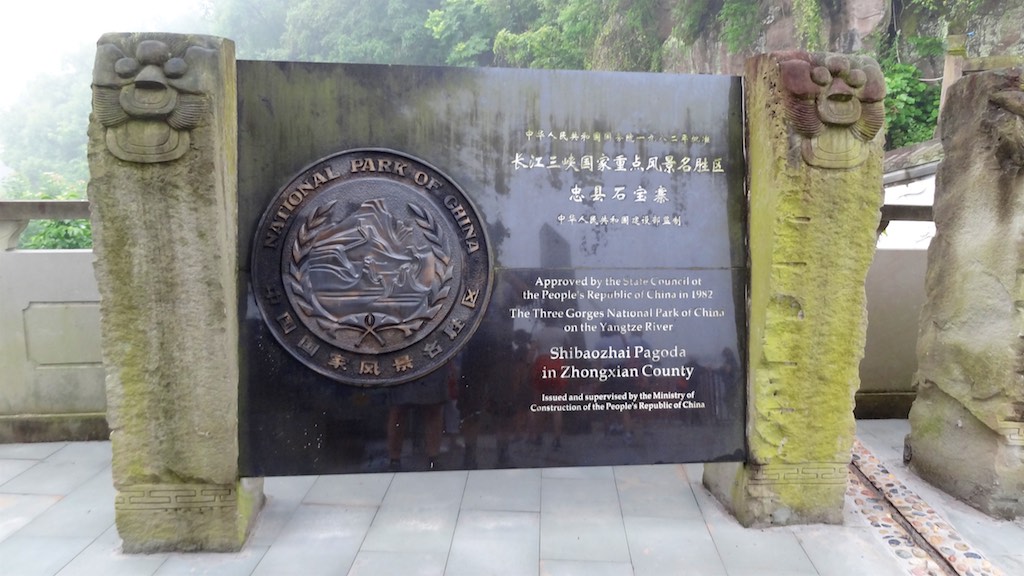 NATIONAL PARK OF CHINA
中国国家风景名胜区
中华人民共和国国务院一九八二年批准
长江三峡国家重点风景名胜区
忠县石宝寨
中华人民共和国建设部监制
Approved by the State Council of
the People's Republic of China in 1982
The Three Gorges National Park of China
on the Yangtze River
Shibaozhai Pagoda
in Zhongxian County
Issued and supervised by the Ministry of
Construction of the People's Republic of China